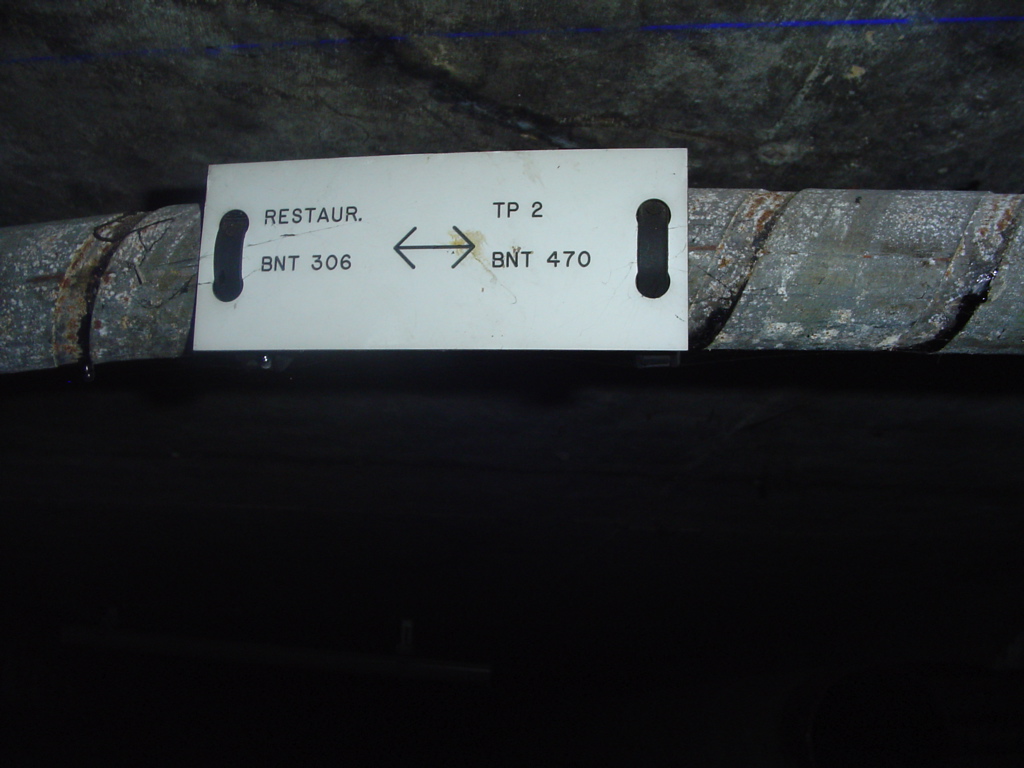 RESTAUR.
BNT 306
TP 2
BNT 470